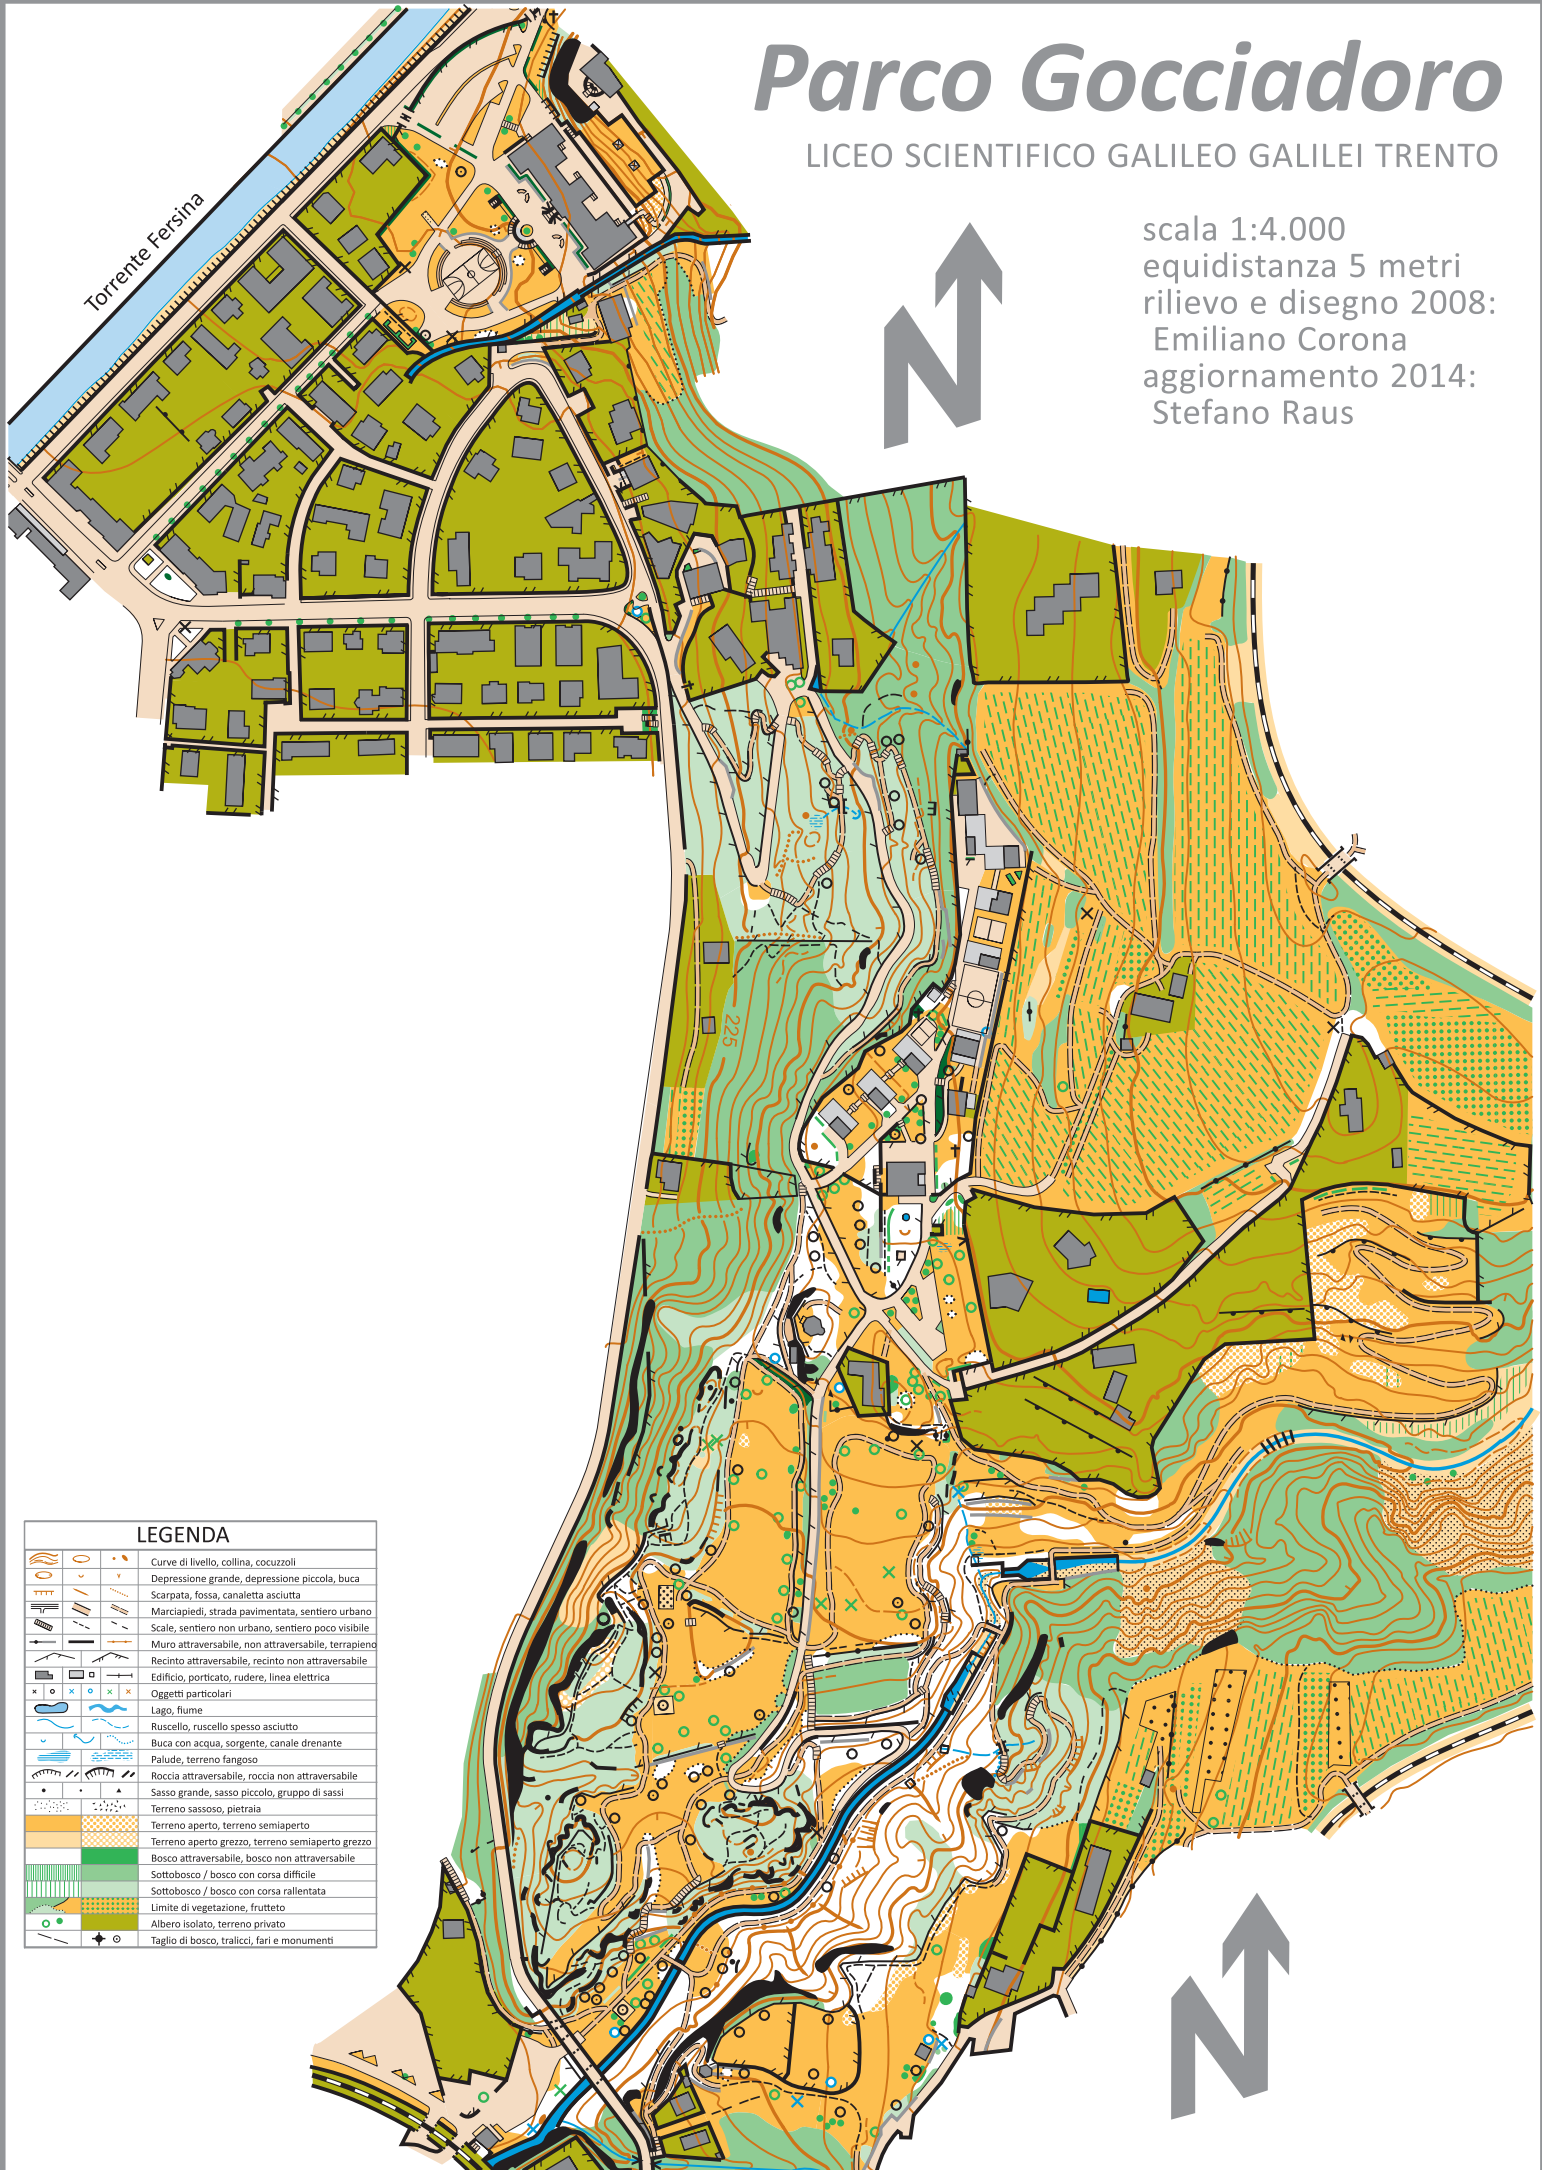 Parco Gocciadoro
LICEO SCIENTIFICO GALILEO GALILEI TRENTO
scala 1:4.000
equidistanza 5 metri
rilievo e disegno 2008:
Emiliano Corona
aggiornamento 2014:
Stefano Raus
N
Torrente Fersina
225
LEGENDA
Curve di livello, collina, cocuzzoli
Depressione grande, depressione piccola, buca
Scarpata, fossa, canaletta asciutta
Marciapiedi, strada pavimentata, sentiero urbano
Scale, sentiero non urbano, sentiero poco visibile
Muro attraversabile, non attraversabile, terrapieno
Recinto attraversabile, recinto non attraversabile
Edificio, porticato, rudere, linea elettrica
Oggetti particolari
Lago, fiume
Ruscello, ruscello spesso asciutto
Buca con acqua, sorgente, canale drenante
Palude, terreno fangoso
Roccia attraversabile, roccia non attraversabile
Sasso grande, sasso piccolo, gruppo di sassi
Terreno sassoso, pietraia
Terreno aperto, terreno semiaperto
Terreno aperto grezzo, terreno semiaperto grezzo
Bosco attraversabile, bosco non attraversabile
Sottobosco / bosco con corsa difficile
Sottobosco / bosco con corsa rallentata
Limite di vegetazione, frutteto
Albero isolato, terreno privato
Taglio di bosco, tralicci, fari e monumenti
N